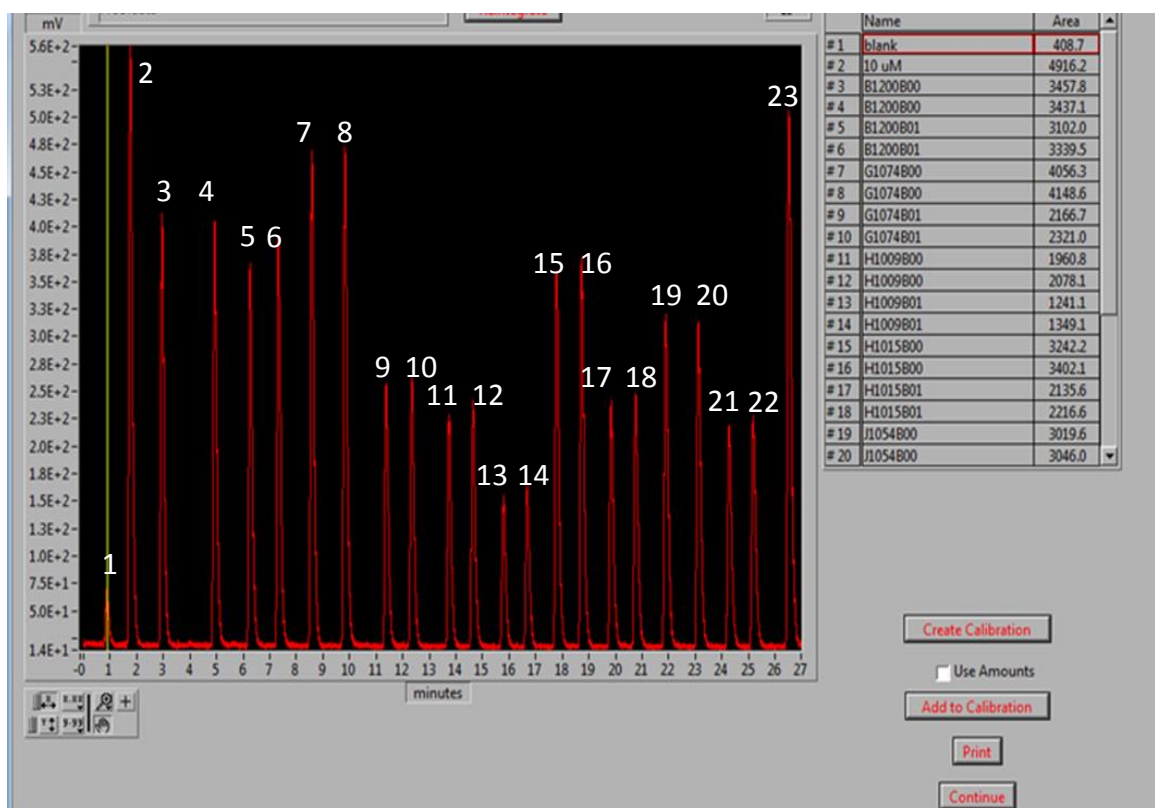 mV
Name Area
#1 blank 408.7
#2 10 uM 4916.2
#3 B1200B00 3457.8
#4 B1200B00 3437.1
#5 B1200B01 3102.0
#6 B1200B01 3339.5
#7 G1074B00 4056.3
#8 G1074B00 4148.6
#9 G1074B01 2166.7
#10 G1074B01 2321.0
#11 H1009B00 1960.8
#12 H1009B00 2078.1
#13 H1009B01 1241.1
#14 H1009B01 1349.1
#15 H1015B00 3242.2
#16 H1015B00 3402.1
#17 H1015B01 2135.6
#18 H1015B01 2216.6
#19 J1054B00 3019.6
#20 J1054B00 3046.0
5.6E+2
5.3E+2
5.0E+2
4.8E+2
4.5E+2
4.3E+2
4.0E+2
3.8E+2
3.5E+2
3.3E+2
3.0E+2
2.8E+2
2.5E+2
2.3E+2
2.0E+2
1.8E+2
1.5E+2
1.3E+2
1.0E+2
7.5E+1
5.0E+1
1.4E+1
1 2 3 4 5 6 7 8 9 10 11 12 13 14 15 16 17 18 19 20 21 22 23
-0 1 2 3 4 5 6 7 8 9 10 11 12 13 14 15 16 17 18 19 20 21 22 23 24 25 26 27
minutes
Create Calibration
Use Amounts
Add to Calibration
Print
Continue